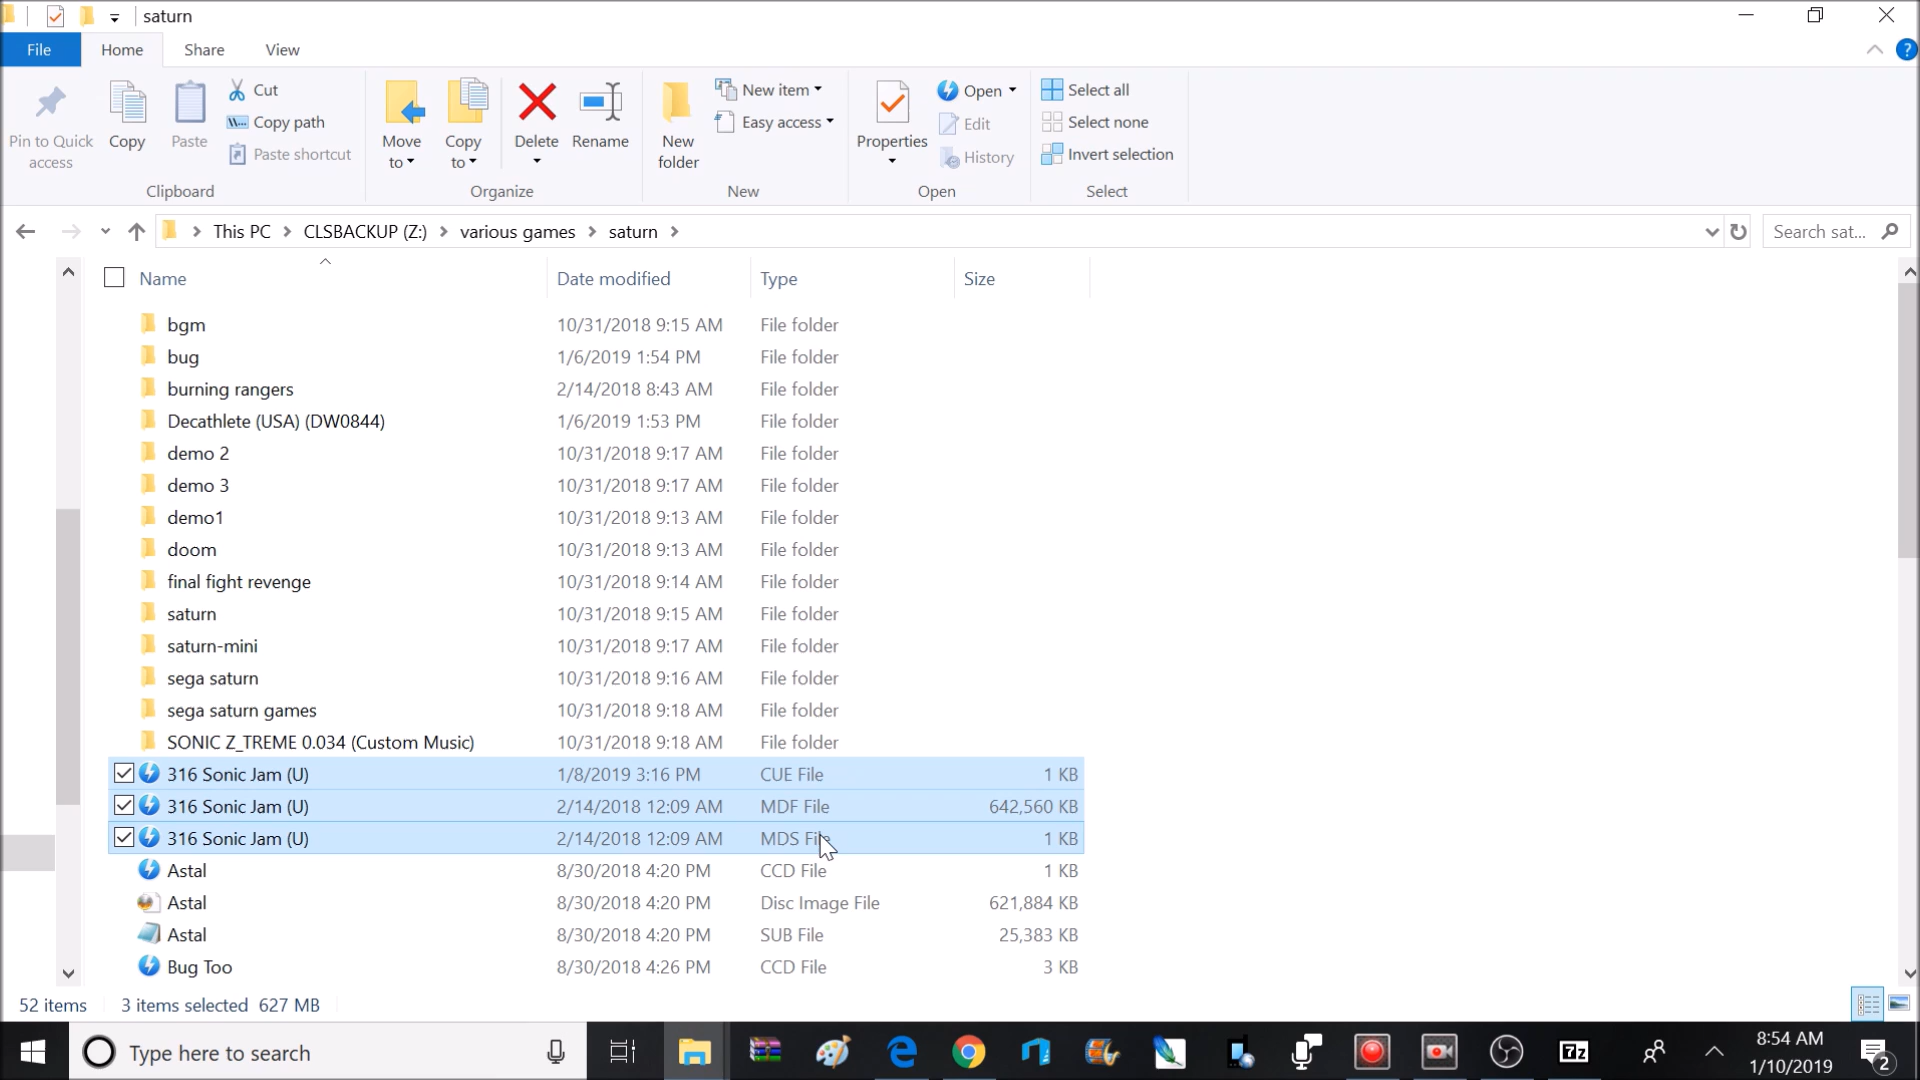 saturn
File Home Share View
Pin to Quick access
Copy
Paste
Cut
Copy path
Paste shortcut
Clipboard
Move to
Copy to
Delete
Rename
Organize
New folder
New item
Easy access
New
Properties
Open
Edit
History
Open
Select all
Select none
Invert selection
Select
This PC CLSBACKUP (Z:) various games saturn
Search sat...
Name Date modified Type Size
bgm 10/31/2018 9:15 AM File folder
bug 1/6/2019 1:54 PM File folder
burning rangers 2/14/2018 8:43 AM File folder
Decathlete (USA) (DW0844) 1/6/2019 1:53 PM File folder
demo 2 10/31/2018 9:17 AM File folder
demo 3 10/31/2018 9:17 AM File folder
demo1 10/31/2018 9:13 AM File folder
doom 10/31/2018 9:13 AM File folder
final fight revenge 10/31/2018 9:14 AM File folder
saturn 10/31/2018 9:15 AM File folder
saturn-mini 10/31/2018 9:17 AM File folder
sega saturn 10/31/2018 9:16 AM File folder
sega saturn games 10/31/2018 9:18 AM File folder
SONIC Z_TREME 0.034 (Custom Music) 10/31/2018 9:18 AM File folder
316 Sonic Jam (U) 1/8/2019 3:16 PM CUE File 1 KB
316 Sonic Jam (U) 2/14/2018 12:09 AM MDF File 642,560 KB
316 Sonic Jam (U) 2/14/2018 12:09 AM MDS File 1 KB
Astal 8/30/2018 4:20 PM CCD File 1 KB
Astal 8/30/2018 4:20 PM Disc Image File 621,884 KB
Astal 8/30/2018 4:20 PM SUB File 25,383 KB
Bug Too 8/30/2018 4:26 PM CCD File 3 KB
52 items 3 items selected 627 MB
Type here to search
7z
8:54 AM
1/10/2019
2